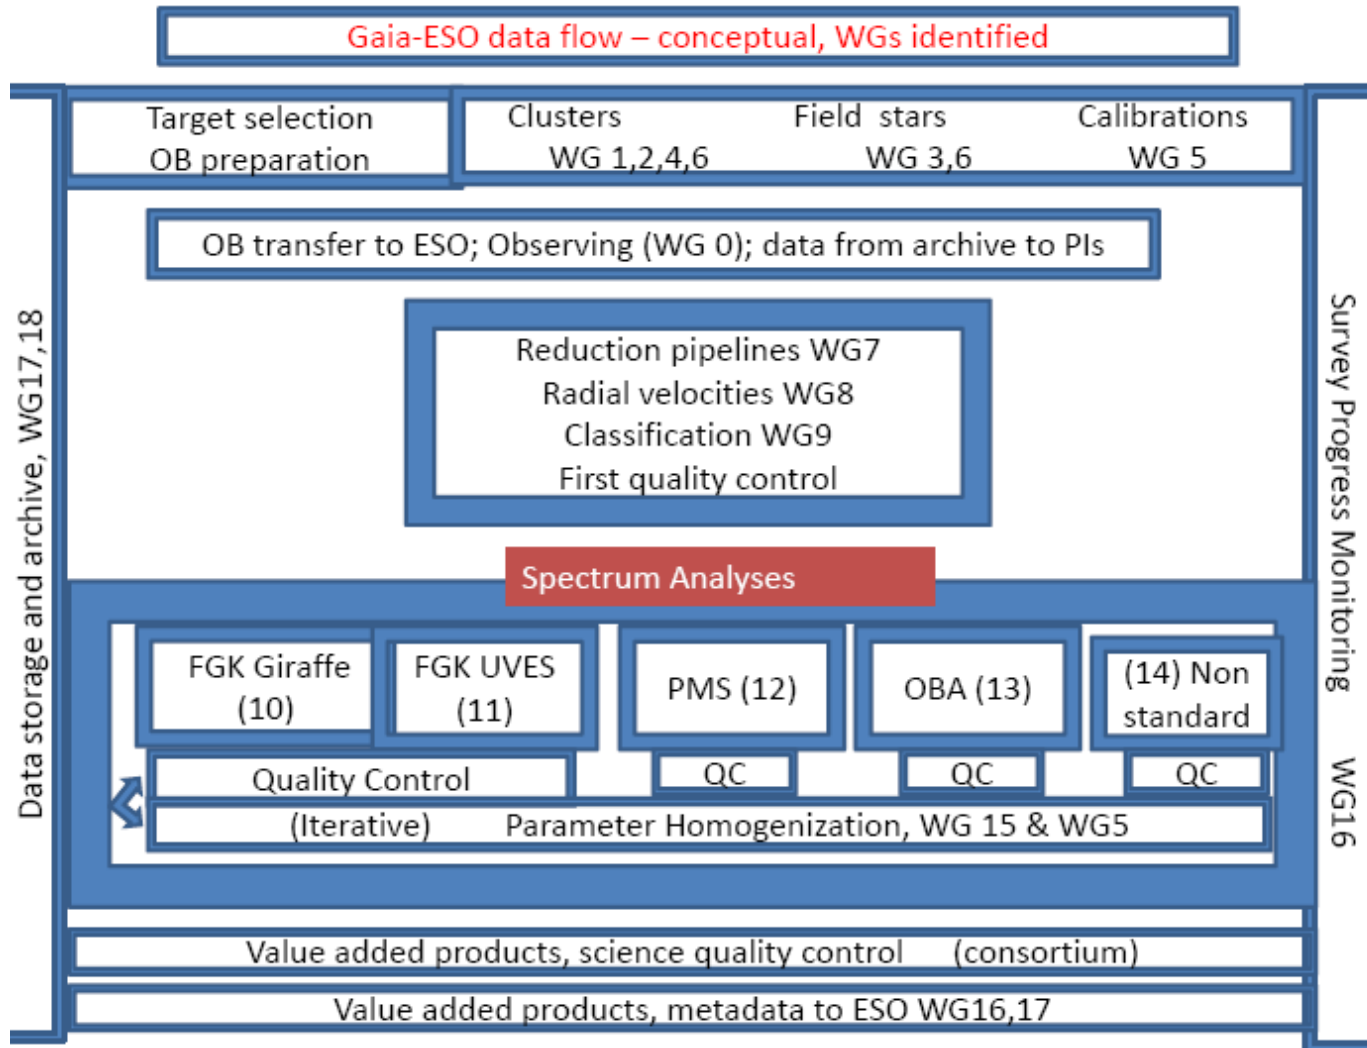 Gaia-ESO data flow – conceptual, WGs identified
Target selection
OB preparation
Clusters Field stars Calibrations
WG 1,2,4,6 WG 3,6 WG 5
OB transfer to ESO; Observing (WG 0); data from archive to PIs
Data storage and archive, WG17,18
Survey Progress Monitoring WG16
Reduction pipelines WG7
Radial velocities WG8
Classification WG9
First quality control
Spectrum Analyses
FGK Giraffe
(10)
FGK UVES
(11)
PMS (12)
OBA (13)
(14) Non
standard
Quality Control
QC
QC
QC
(Iterative) Parameter Homogenization, WG 15 & WG5
Value added products, science quality control (consortium)
Value added products, metadata to ESO WG16,17